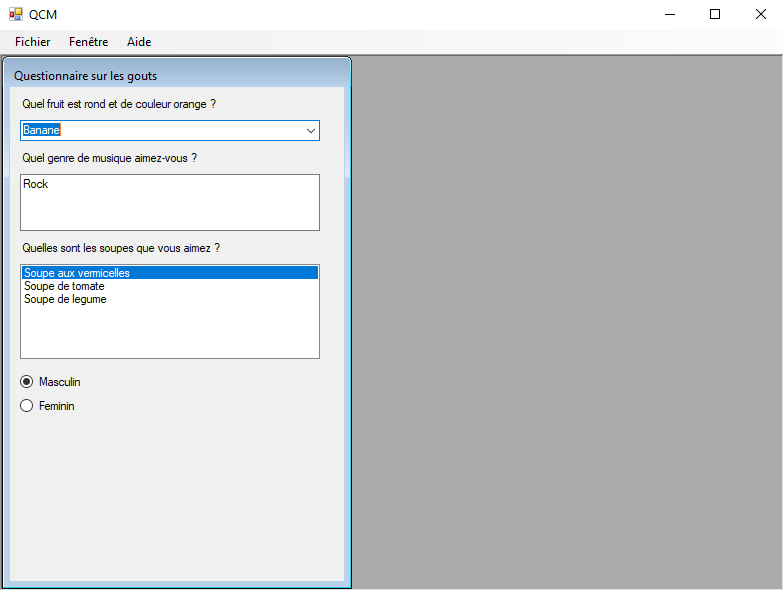 QCM
Fichier Fenêtre Aide
Questionnaire sur les gouts
Quel fruit est rond et de couleur orange ?
Banane
Quel genre de musique aimez-vous ?
Rock
Quelles sont les soupes que vous aimez ?
Soupe aux vermicelles
Soupe de tomate
Soupe de legume
Masculin
Feminin